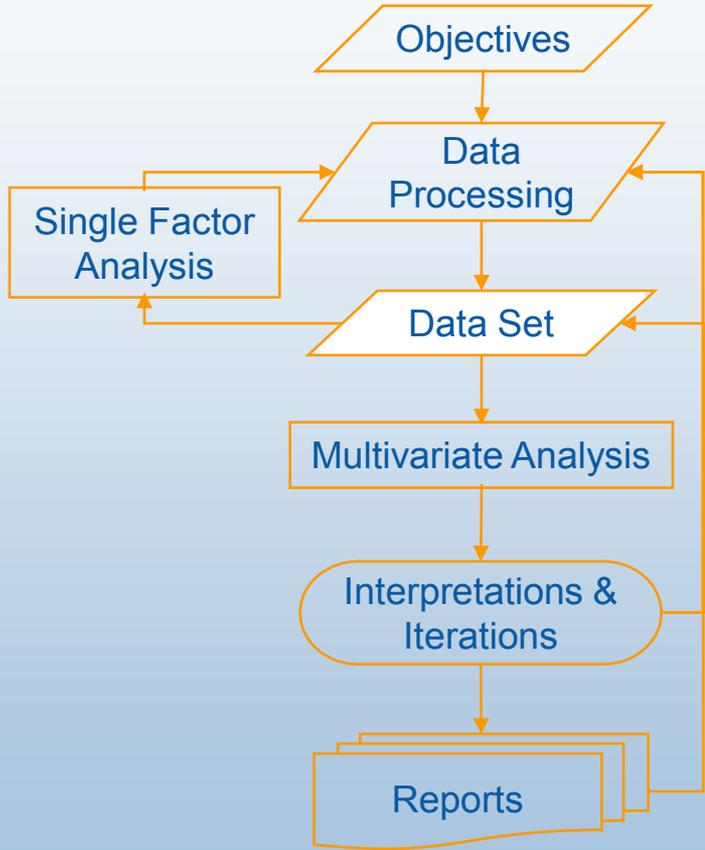 Objectives
Data
Processing
Single Factor
Analysis
Data Set
Multivariate Analysis
Interpretations &
Iterations
Reports